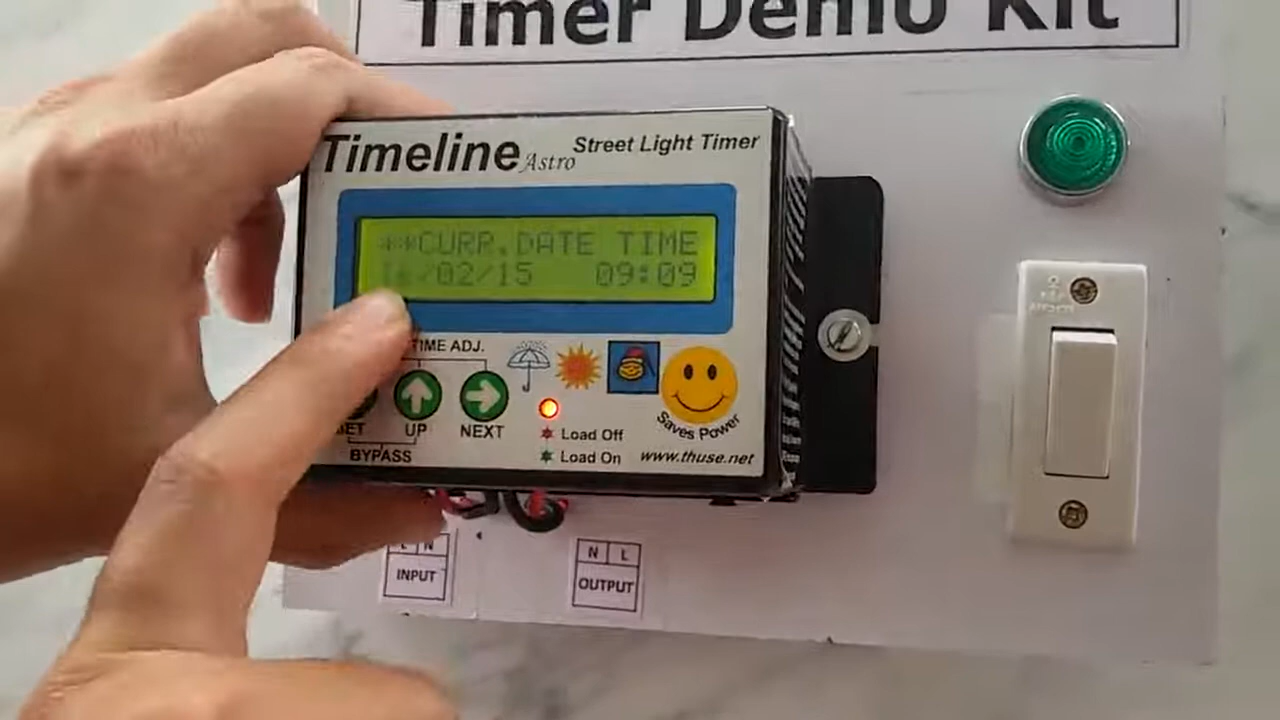 Timer Demo Kit
Timeline Astro Street Light Timer
**CURR.DATE TIME
/02/15 09:09
TIME ADJ.
SET UP NEXT
BYPASS
Load Off
Load On
Saves Power
www.thuse.net
L N
INPUT
N L
OUTPUT